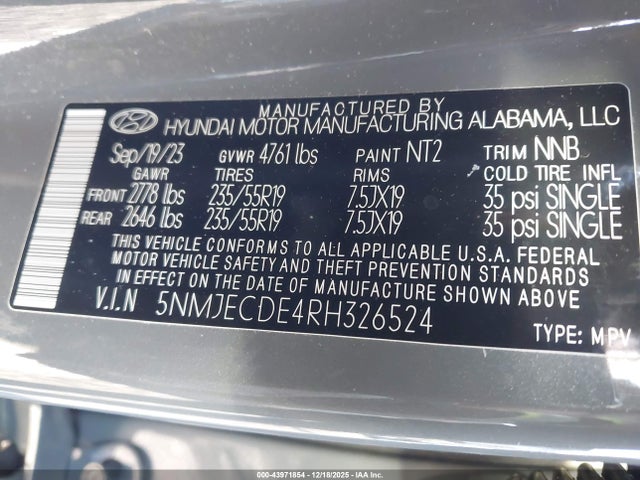 MANUFACTURED BY
HYUNDAI MOTOR MANUFACTURING ALABAMA, LLC
Sep/19/23 GVWR 4761 lbs PAINT NT2 TRIM NNB
GAWR TIRES RIMS COLD TIRE INFL
FRONT 2778 lbs 235/55R19 7.5JX19 35 psi SINGLE
REAR 2646 lbs 235/55R19 7.5JX19 35 psi SINGLE
THIS VEHICLE CONFORMS TO ALL APPLICABLE U.S.A. FEDERAL
MOTOR VEHICLE SAFETY AND THEFT PREVENTION STANDARDS
IN EFFECT ON THE DATE OF MANUFACTURE SHOWN ABOVE.
V.I.N 5NMJECDE4RH326524
TYPE: MPV
© IAA 00-43971854 | 12/18/2025 - IAA, Inc.